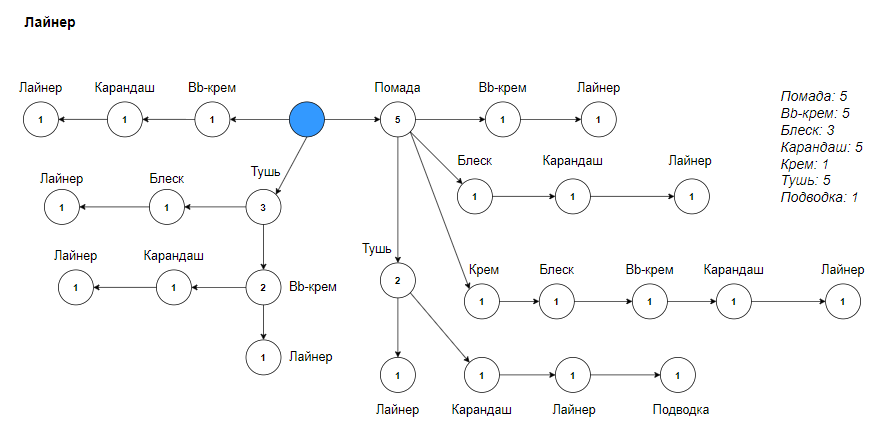 Лайнер
Лайнер Карандаш Bb-крем Помада Bb-крем Лайнер
1 1 1 5 1 1
Помада: 5
Bb-крем: 5
Блеск: 3
Карандаш: 5
Крем: 1
Тушь: 5
Подводка: 1
Блеск Карандаш Лайнер
1 1 1
Лайнер Блеск Тушь
1 1 3
Тушь
2
Лайнер Карандаш
1 1 2 Bb-крем
Крем Блеск Bb-крем Карандаш Лайнер
1 1 1 1 1
1 Лайнер
1 1 1 1
Лайнер Карандаш Лайнер Подводка